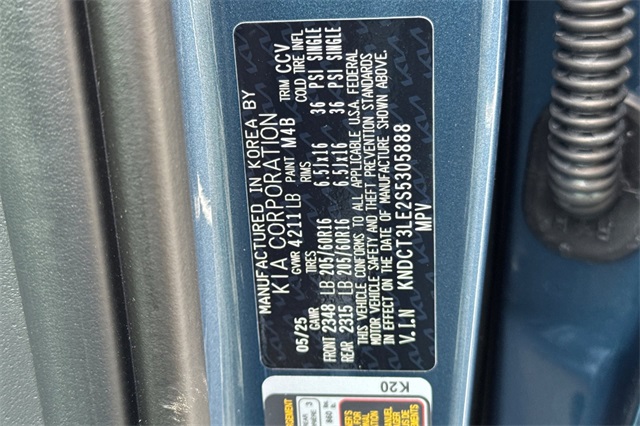 MANUFACTURED IN KOREA BY
KIA CORPORATION
05/25 GVWR 4211 LB PAINT M4B TRIM CCV
GAWR TIRES RIMS COLD TIRE INFL
FRONT 2348 LB 205/60R16 6.5Jx16 36 PSI SINGLE
REAR 2315 LB 205/60R16 6.5Jx16 36 PSI SINGLE
THIS VEHICLE CONFORMS TO ALL APPLICABLE U.S.A. FEDERAL
MOTOR VEHICLE SAFETY AND THEFT PREVENTION STANDARDS
IN EFFECT ON THE DATE OF MANUFACTURE SHOWN ABOVE.
V.I.N KNDCT3LE2S5305888
MPV
K20